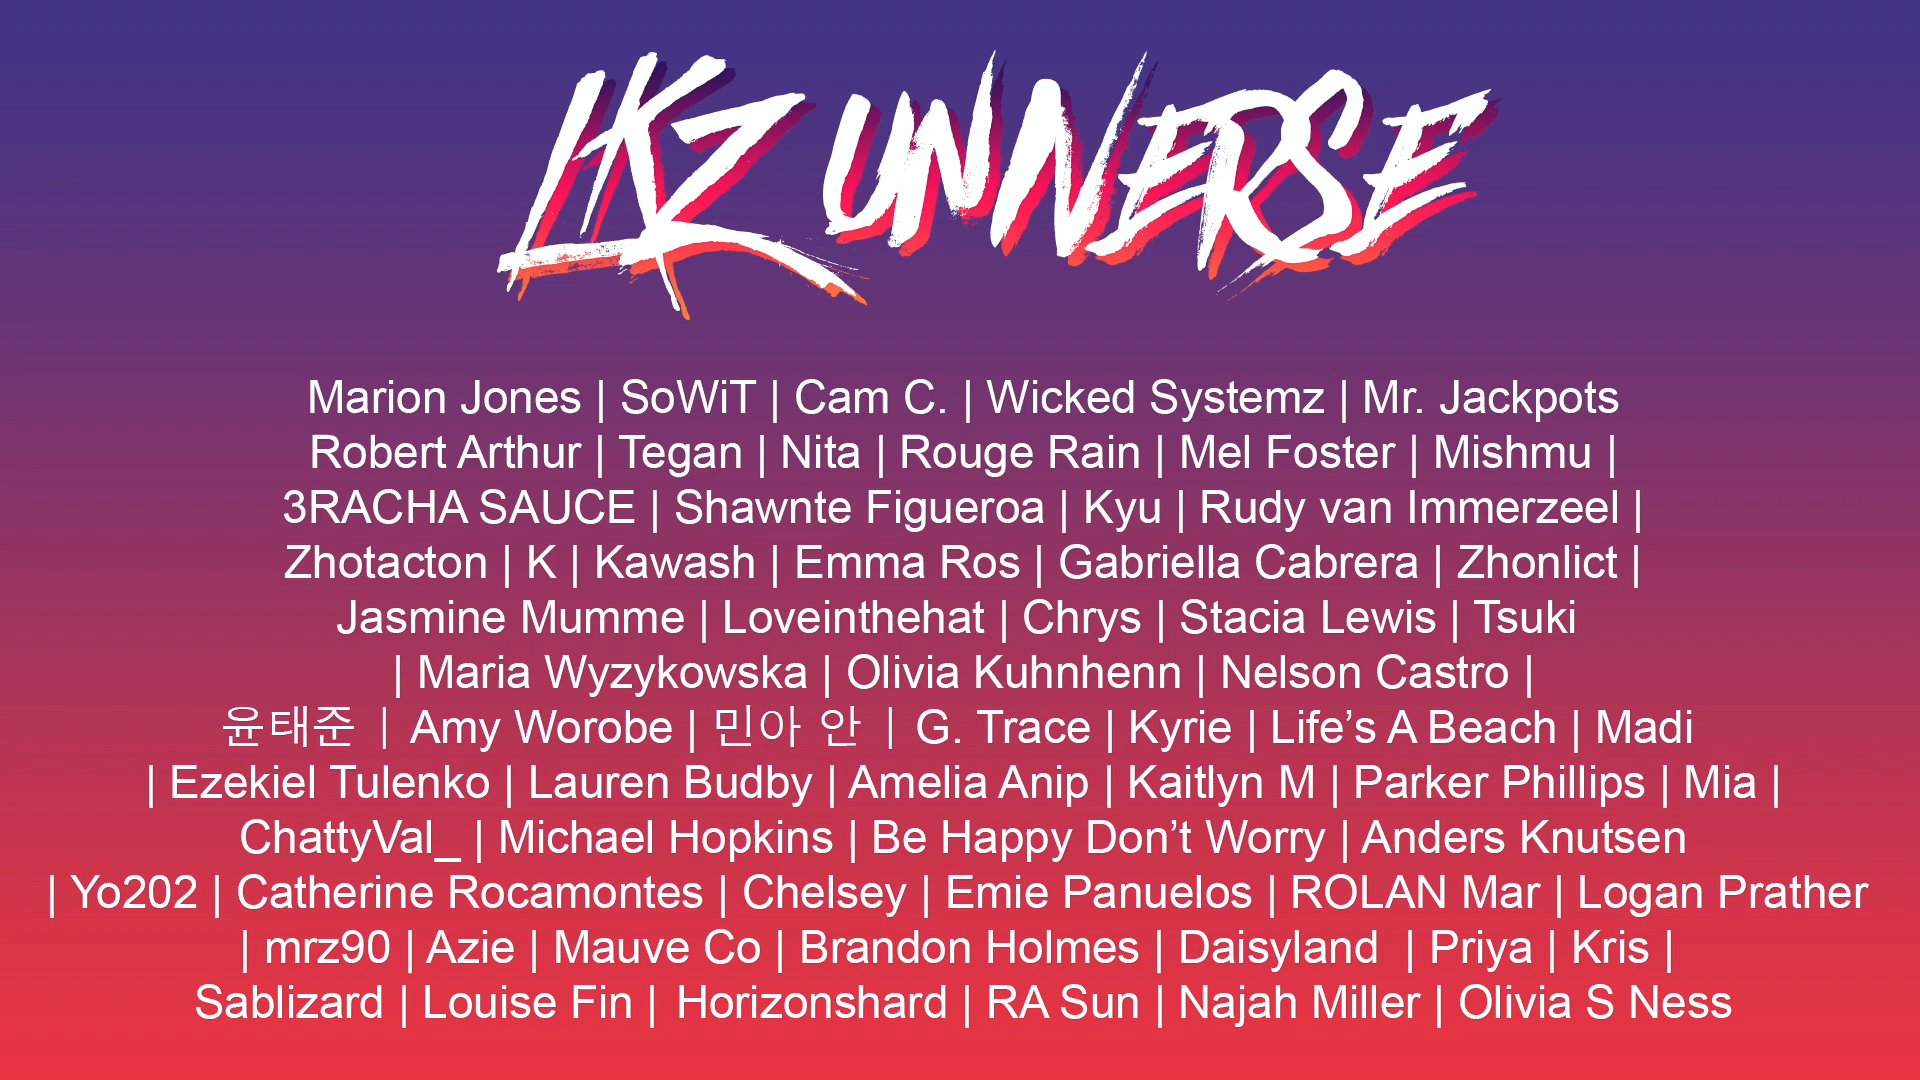 LKZ UNIVERSE
Marion Jones | SoWiT | Cam C. | Wicked Systemz | Mr. Jackpots
Robert Arthur | Tegan | Nita | Rouge Rain | Mel Foster | Mishmu |
3RACHA SAUCE | Shawnte Figueroa | Kyu | Rudy van Immerzeel |
Zhotacton | K | Kawash | Emma Ros | Gabriella Cabrera | Zhonlict |
Jasmine Mumme | Loveinthehat | Chrys | Stacia Lewis | Tsuki
| Maria Wyzykowska | Olivia Kuhnhenn | Nelson Castro |
윤태준 | Amy Worobe | 민아 안 | G. Trace | Kyrie | Life’s A Beach | Madi
| Ezekiel Tulenko | Lauren Budby | Amelia Anip | Kaitlyn M | Parker Phillips | Mia |
ChattyVal_ | Michael Hopkins | Be Happy Don’t Worry | Anders Knutsen
| Yo202 | Catherine Rocamontes | Chelsey | Emie Panuelos | ROLAN Mar | Logan Prather
| mrz90 | Azie | Mauve Co | Brandon Holmes | Daisyland | Priya | Kris |
Sablizard | Louise Fin | Horizonshard | RA Sun | Najah Miller | Olivia S Ness